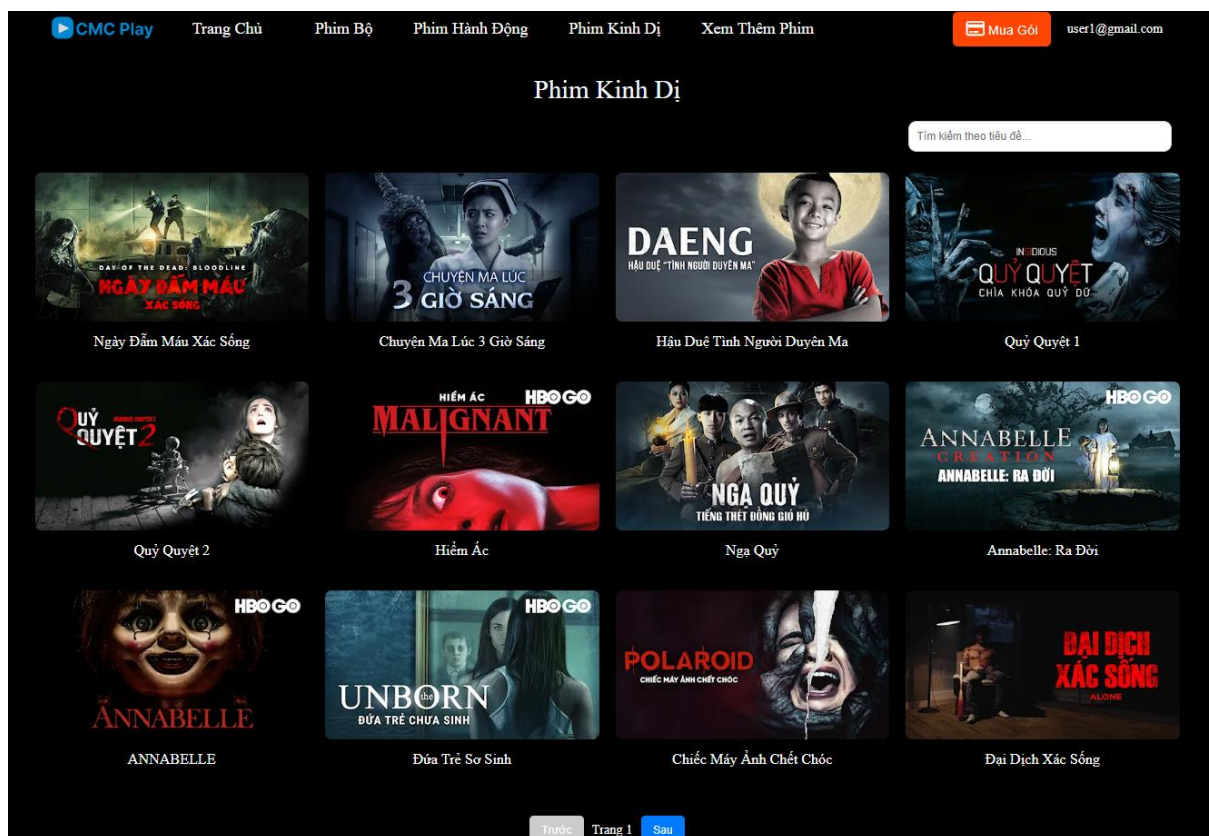 CMC Play Trang Chủ Phim Bộ Phim Hành Động Phim Kinh Dị Xem Thêm Phim Mua Gói user1@gmail.com
Phim Kinh Dị
Tìm kiếm theo tiêu đề...
DAY OF THE DEAD: BLOODLINE
NGÀY ĐẪM MÁU
XÁC SỐNG
CHUYỆN MA LÚC
3 GIỜ SÁNG
DAENG
HẬU DUỆ "TÌNH NGƯỜI DUYÊN MA"
INSIDIOUS
QUỶ QUYỆT
CHÌA KHÓA QUỶ DỮ
Ngày Đẫm Máu Xác Sống
Chuyện Ma Lúc 3 Giờ Sáng
Hậu Duệ Tình Người Duyên Ma
Quỷ Quyệt 1
QUỶ
QUYỆT 2
HIỂM ÁC
HBO GO
MALIGNANT
NGẠ QUỶ
TIẾNG THÉT ĐỒNG GIÓ HÚ
HBO GO
ANNABELLE
CREATION
ANNABELLE: RA ĐỜI
Quỷ Quyệt 2
Hiểm Ác
Ngạ Quỷ
Annabelle: Ra Đời
HBO GO
ANNABELLE
HBO GO
the
UNBORN
ĐỨA TRẺ CHƯA SINH
POLAROID
CHIẾC MÁY ẢNH CHẾT CHÓC
ĐẠI DỊCH
XÁC SỐNG
ALONE
ANNABELLE
Đứa Trẻ Sơ Sinh
Chiếc Máy Ảnh Chết Chóc
Đại Dịch Xác Sống
Trước Trang 1 Sau